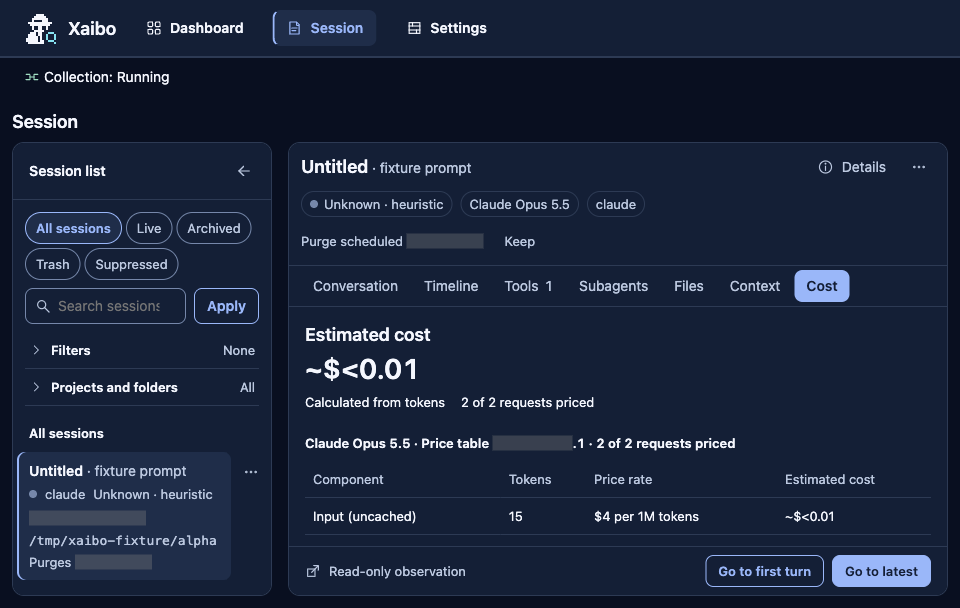 Xaibo
Dashboard
Session
Settings
Collection: Running
Session
Session list
All sessions
Live
Archived
Trash
Suppressed
Search sessions
Apply
Filters
None
Projects and folders
All
All sessions
Untitled · fixture prompt
claude Unknown · heuristic
/tmp/xaibo-fixture/alpha
Purges
Untitled · fixture prompt
Details
Unknown · heuristic
Claude Opus 5.5
claude
Purge scheduled
Keep
Conversation
Timeline
Tools 1
Subagents
Files
Context
Cost
Estimated cost
~$<0.01
Calculated from tokens 2 of 2 requests priced
Claude Opus 5.5 · Price table .1 · 2 of 2 requests priced
Component Tokens Price rate Estimated cost
Input (uncached) 15 $4 per 1M tokens ~$<0.01
Read-only observation
Go to first turn
Go to latest